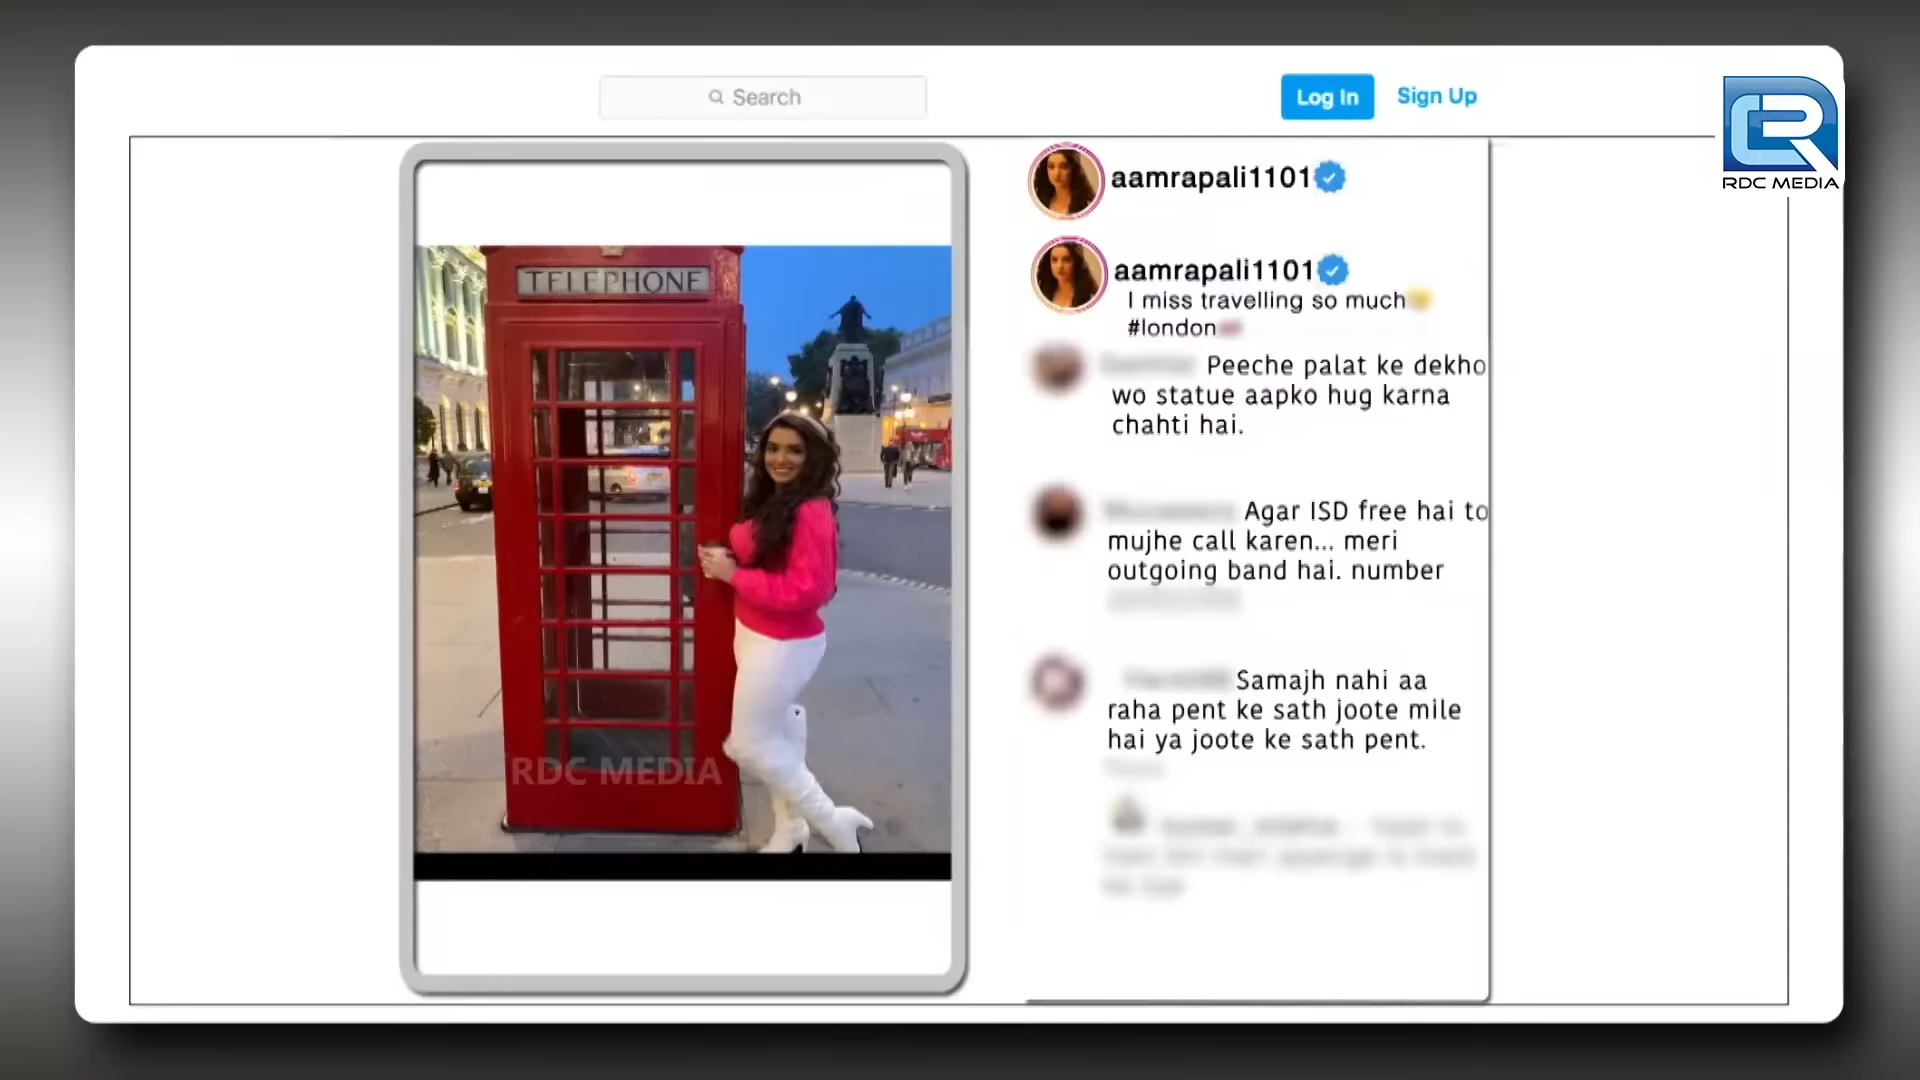 Search
Log In
Sign Up
RDC MEDIA
TELEPHONE
RDC MEDIA
aamrapali1101
aamrapali1101
I miss travelling so much
#london
Peeche palat ke dekho
wo statue aapko hug karna
chahti hai.
Agar ISD free hai to
mujhe call karen... meri
outgoing band hai. number
Samajh nahi aa
raha pent ke sath joote mile
hai ya joote ke sath pent.